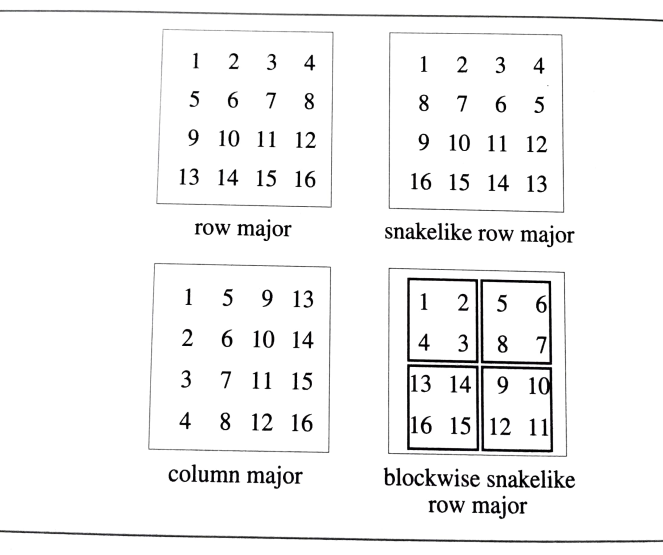 1 2 3 4
5 6 7 8
9 10 11 12
13 14 15 16
row major
1 2 3 4
8 7 6 5
9 10 11 12
16 15 14 13
snakelike row major
1 5 9 13
2 6 10 14
3 7 11 15
4 8 12 16
column major
1 2 5 6
4 3 8 7
13 14 9 10
16 15 12 11
blockwise snakelike
row major